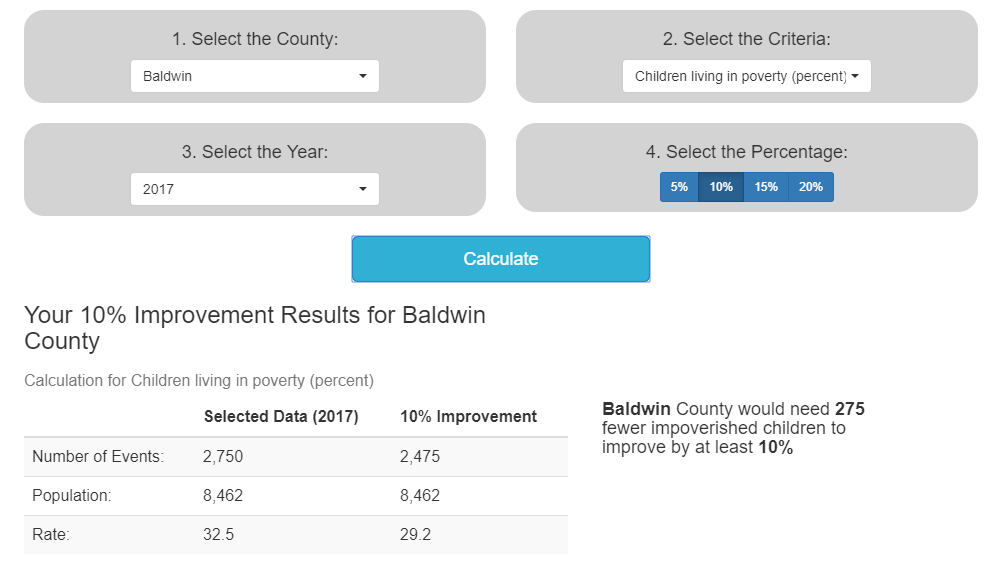 1. Select the County:
2. Select the Criteria:
Baldwin
Children living in poverty (percent)
3. Select the Year:
4. Select the Percentage:
2017
5% 10% 15% 20%
Calculate
Your 10% Improvement Results for Baldwin
County
Calculation for Children living in poverty (percent)
Selected Data (2017) 10% Improvement
Number of Events: 2,750 2,475
Population: 8,462 8,462
Rate: 32.5 29.2
Baldwin County would need 275
fewer impoverished children to
improve by at least 10%